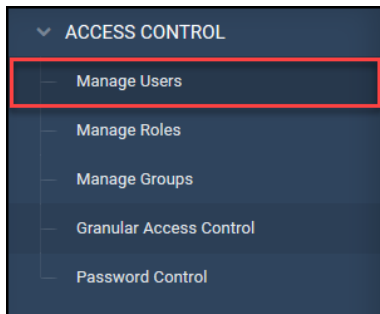 ACCESS CONTROL
Manage Users
Manage Roles
Manage Groups
Granular Access Control
Password Control